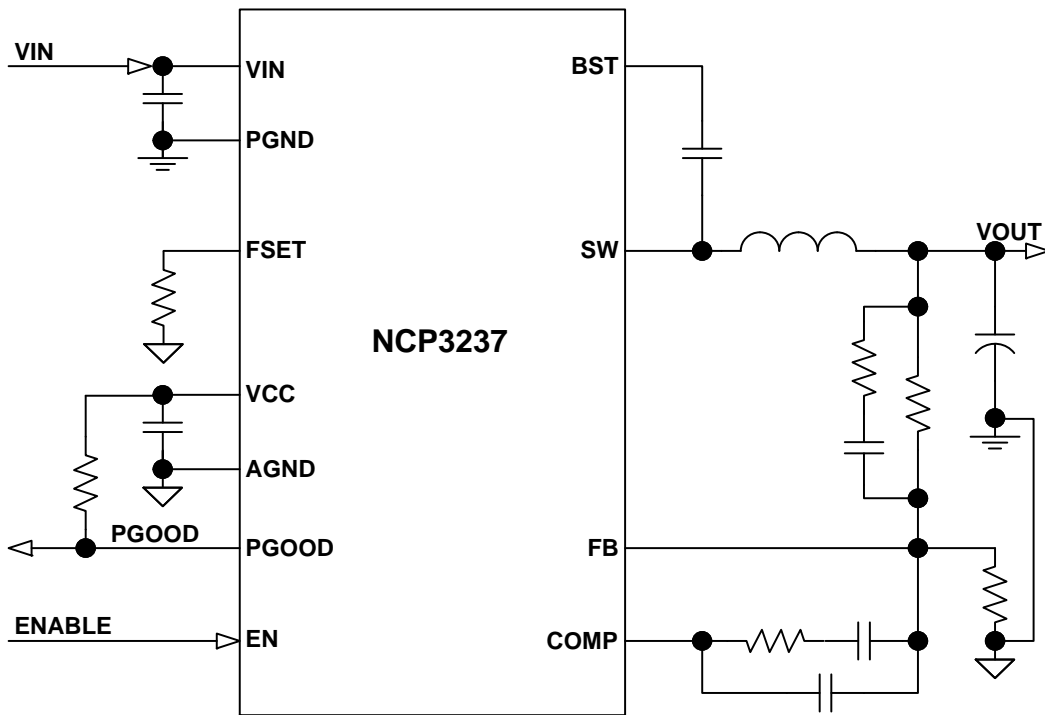 VIN
VIN
BST
PGND
FSET
SW
VOUT
NCP3237
VCC
AGND
PGOOD
PGOOD
FB
ENABLE
EN
COMP